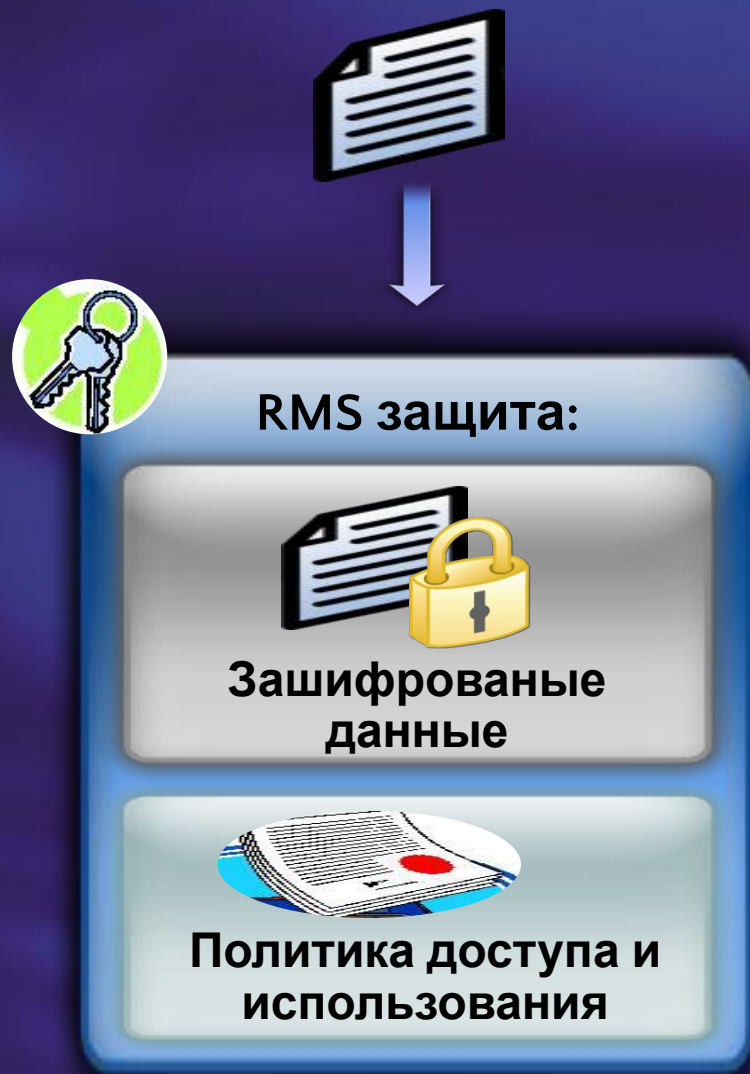 RMS защита:
Зашифрованые
данные
Политика доступа и
использования